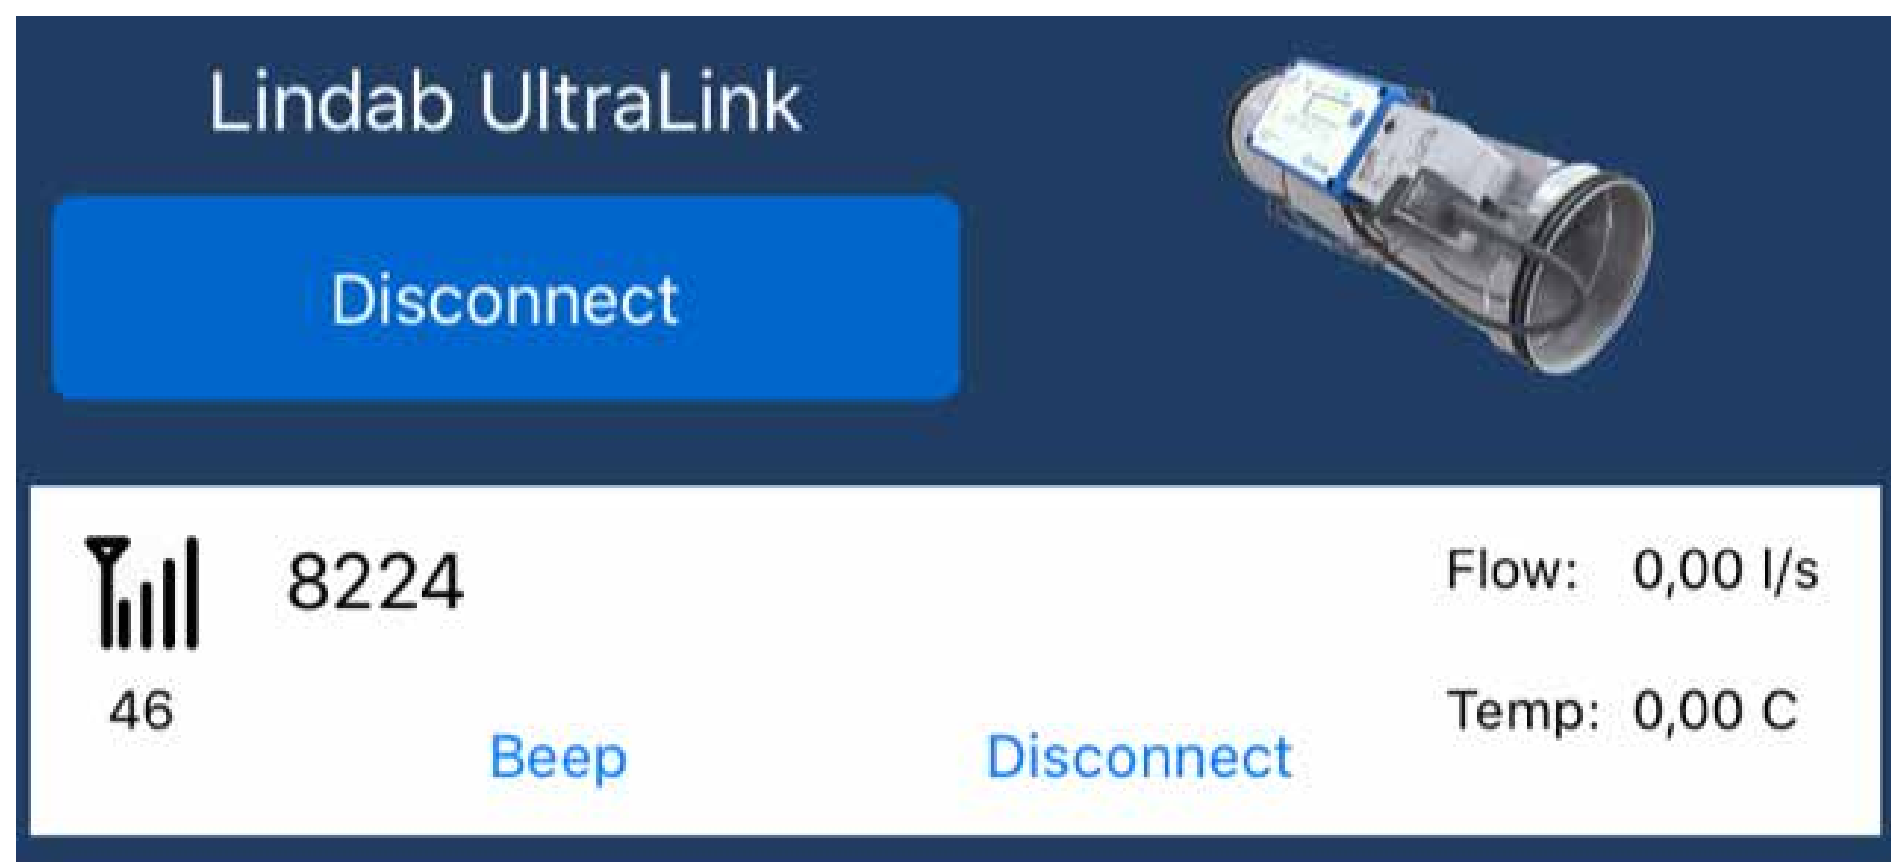 Lindab UltraLink
Disconnect
8224
Flow: 0,00 l/s
46
Temp: 0,00 C
Beep
Disconnect